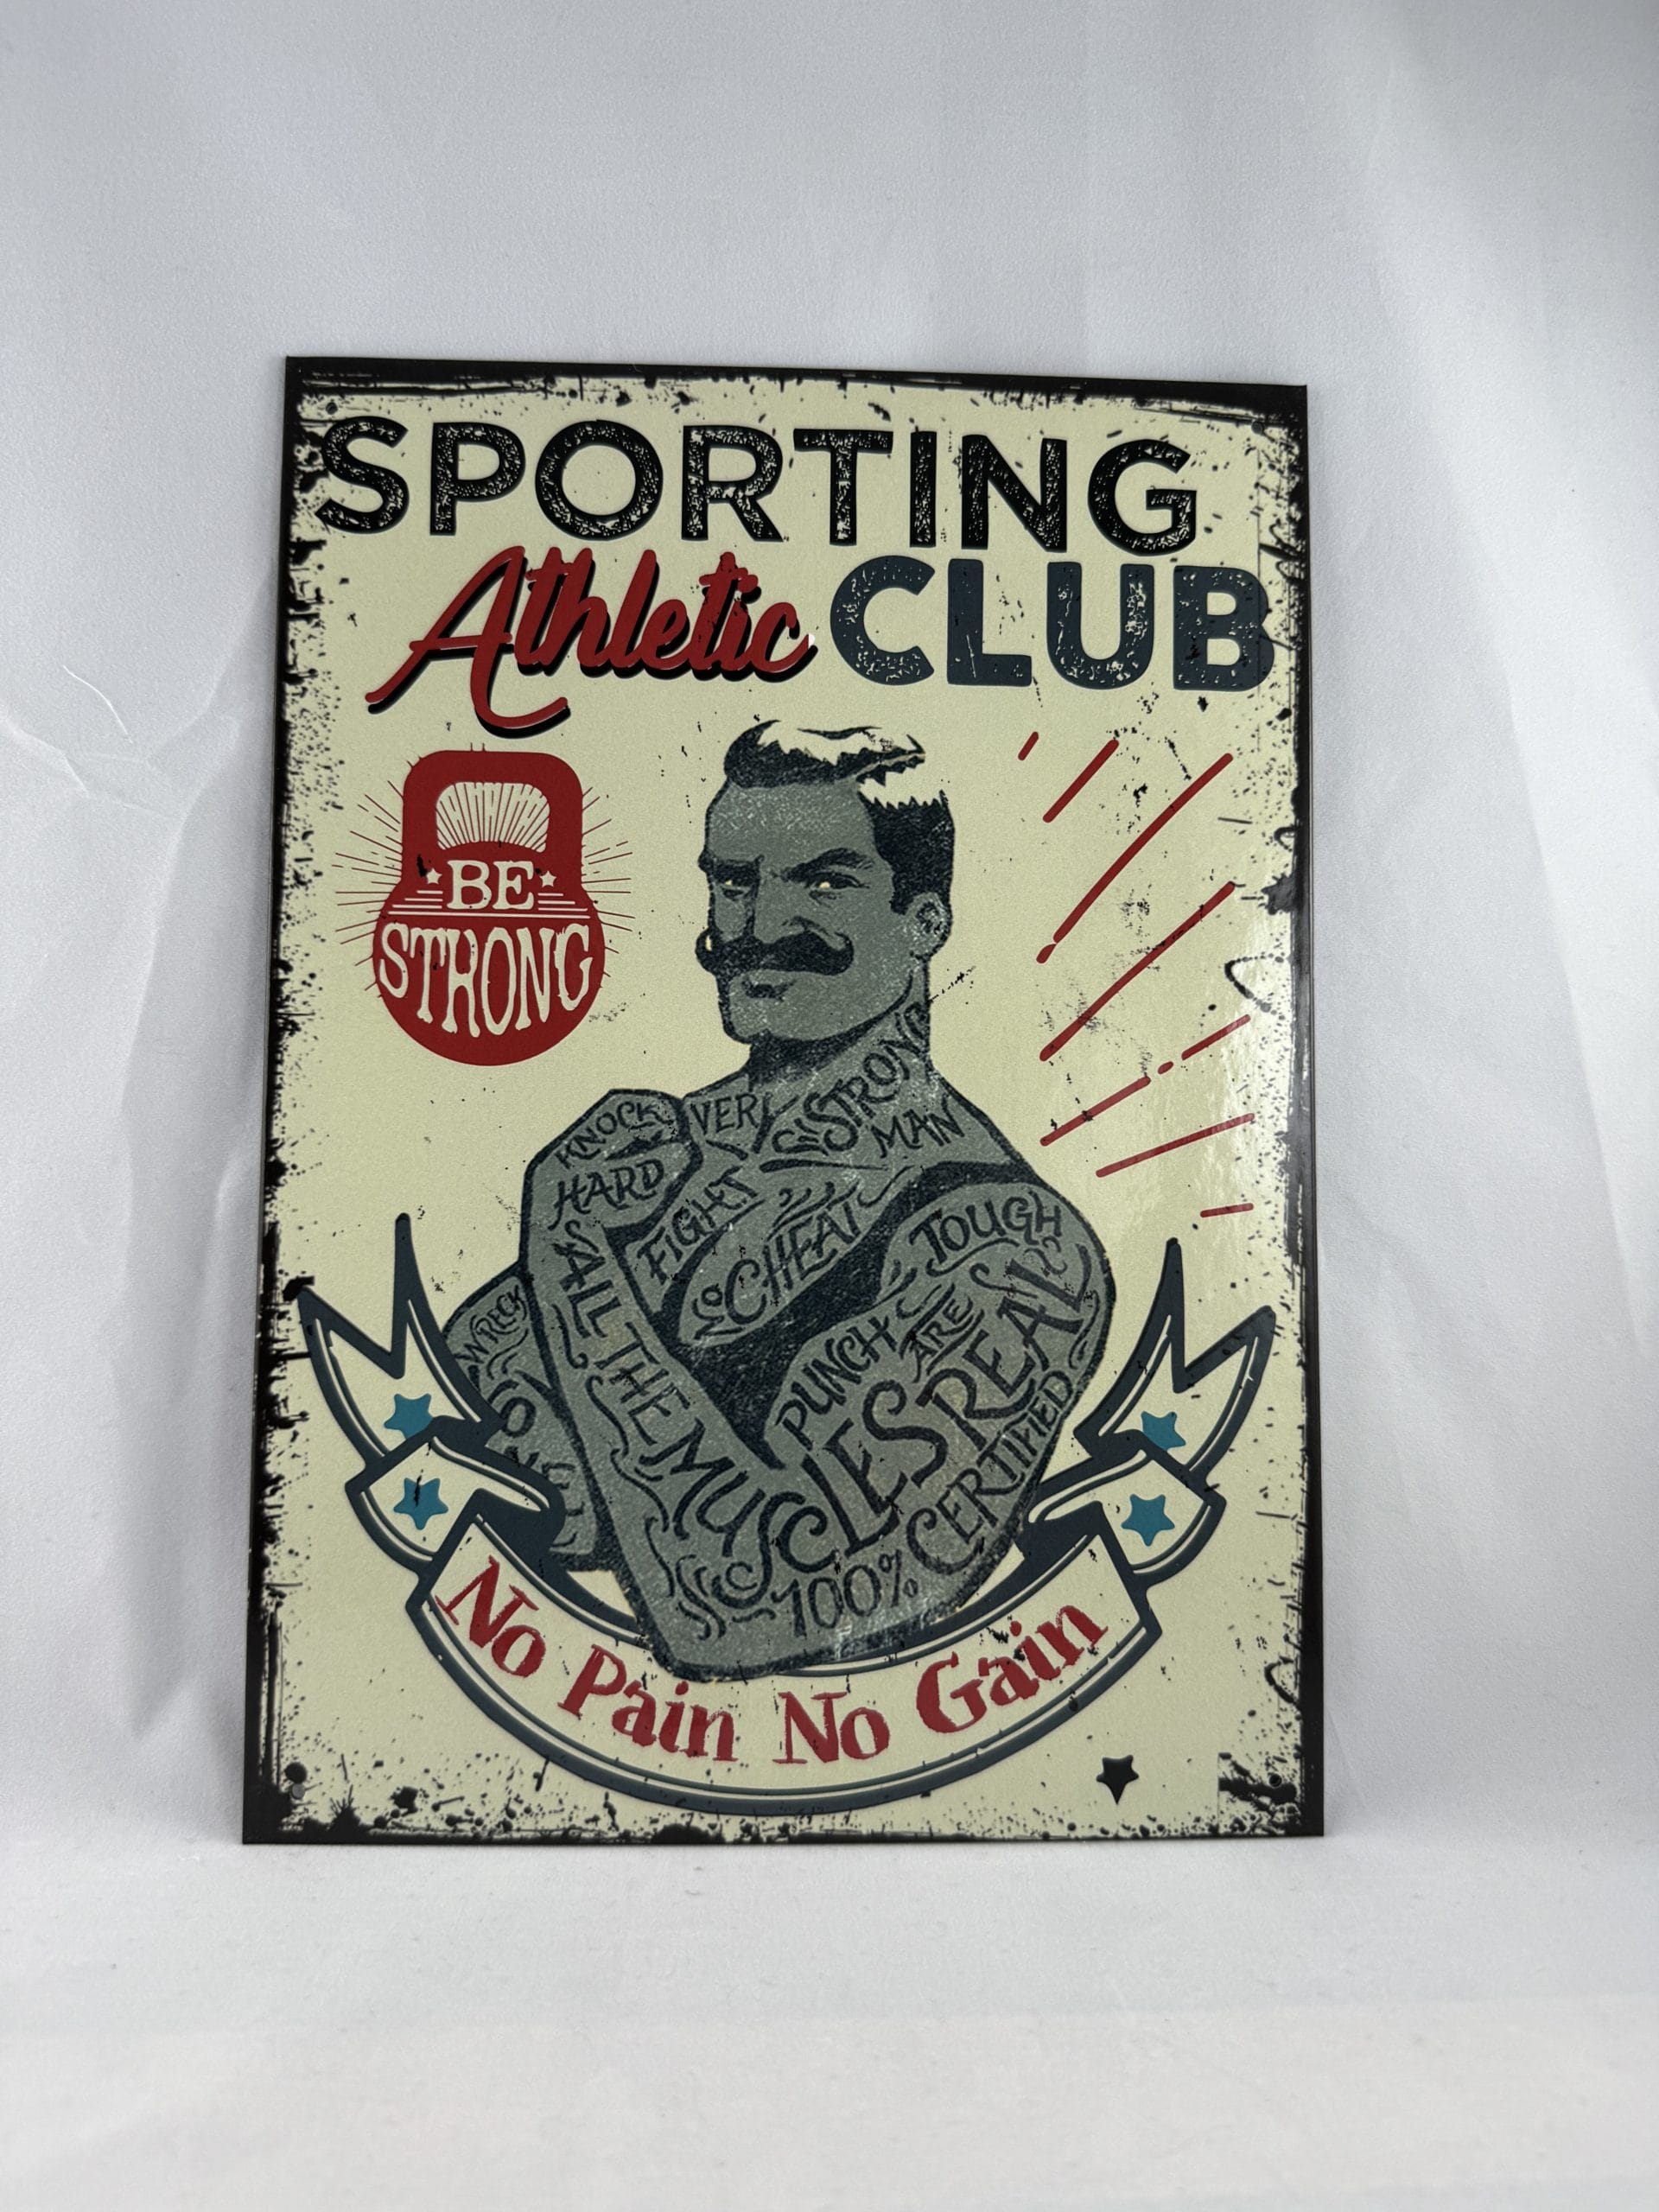 SPORTING
Athletic CLUB
BE
STRONG
KNOCK
HARD
VERY
STRONG
MAN
FIGHT
NO CHEAT
TOUGH
WRECK
ALL THE MUSCLES ARE REAL
PUNCH
100% CERTIFIED
No Pain No Gain